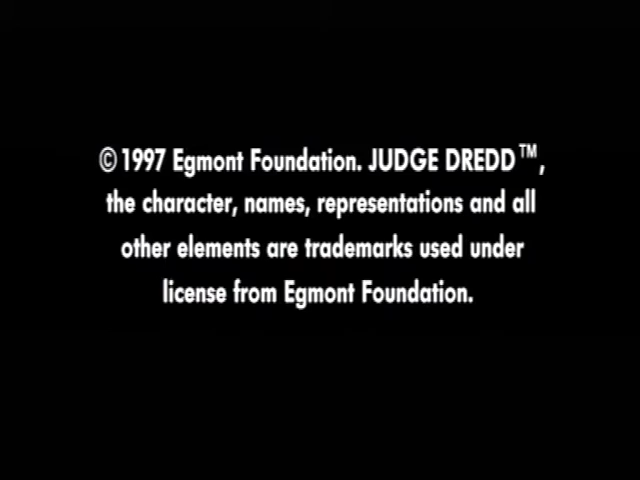 © 1997 Egmont Foundation. JUDGE DREDD™,
the character, names, representations and all
other elements are trademarks used under
license from Egmont Foundation.